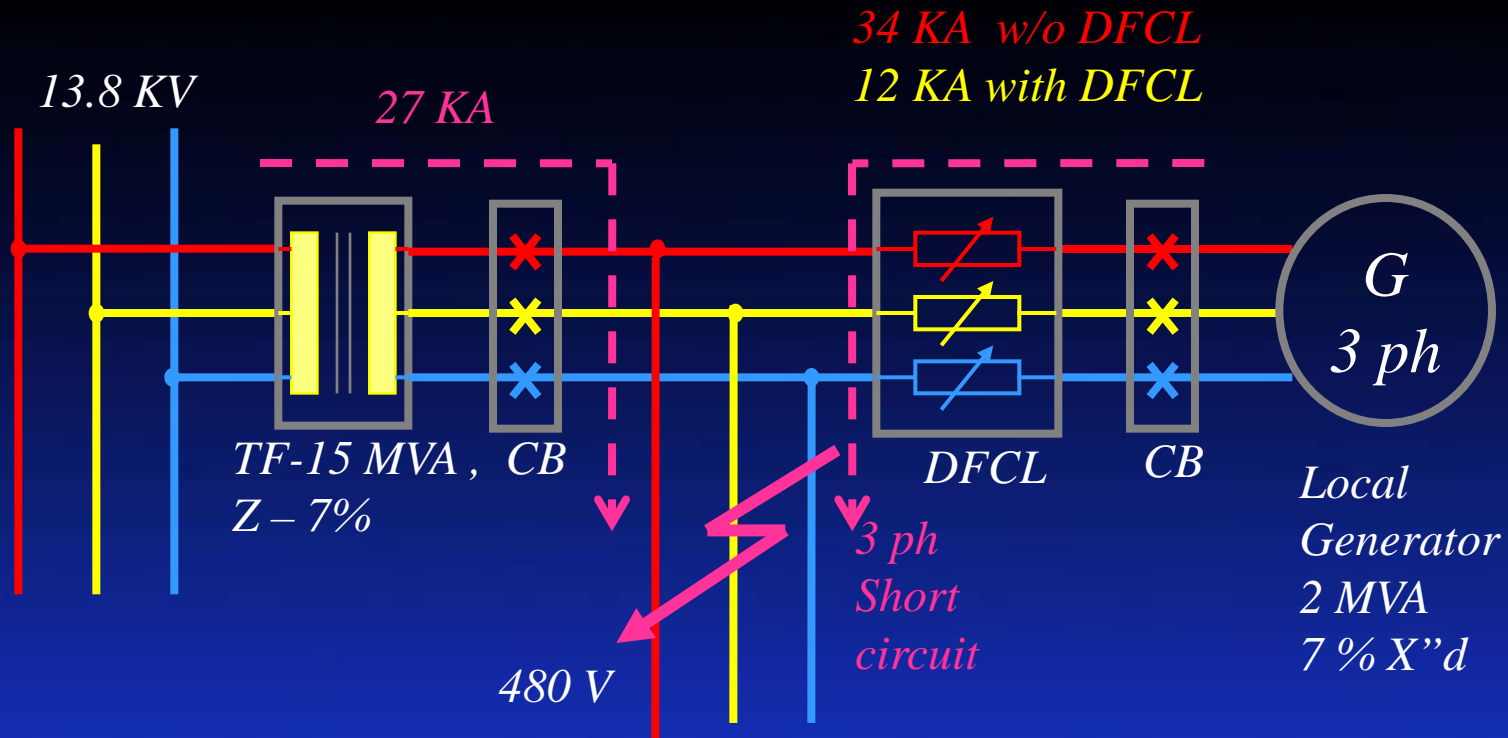 34 KA w/o DFCL
12 KA with DFCL
13.8 KV
27 KA
G
3 ph
TF-15 MVA ,
Z – 7%
CB
DFCL
CB
Local
Generator
2 MVA
7 % X”d
3 ph
Short
circuit
480 V